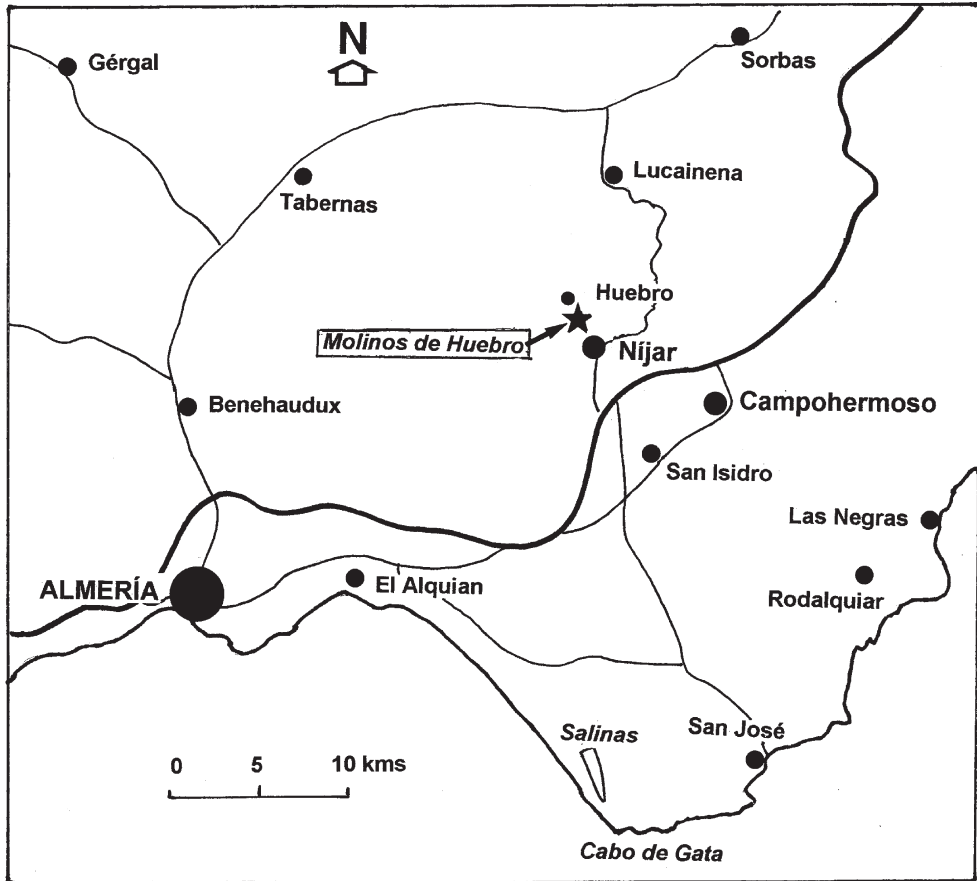 N
Gérgal
Sorbas
Lucainena
Tabernas
Huebro
Molinos de Huebro
Níjar
Benehaudux
Campohermoso
San Isidro
Las Negras
ALMERÍA
El Alquian
Rodalquiar
Salinas
San José
0 5 10 kms
Cabo de Gata